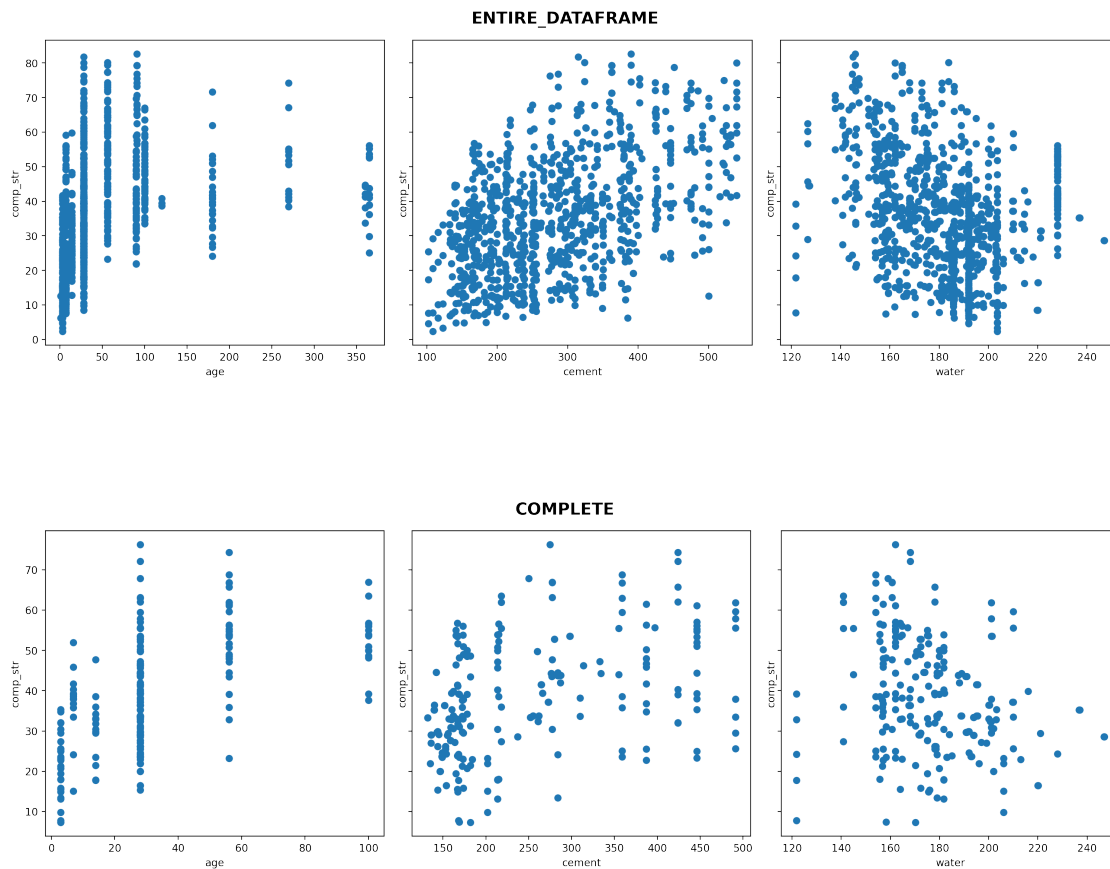 ENTIRE_DATAFRAME
comp_str
80
70
60
50
40
30
20
10
0
0 50 100 150 200 250 300 350
age
comp_str
100 200 300 400 500
cement
comp_str
120 140 160 180 200 220 240
water
COMPLETE
comp_str
70
60
50
40
30
20
10
0 20 40 60 80 100
age
comp_str
150 200 250 300 350 400 450 500
cement
comp_str
120 140 160 180 200 220 240
water